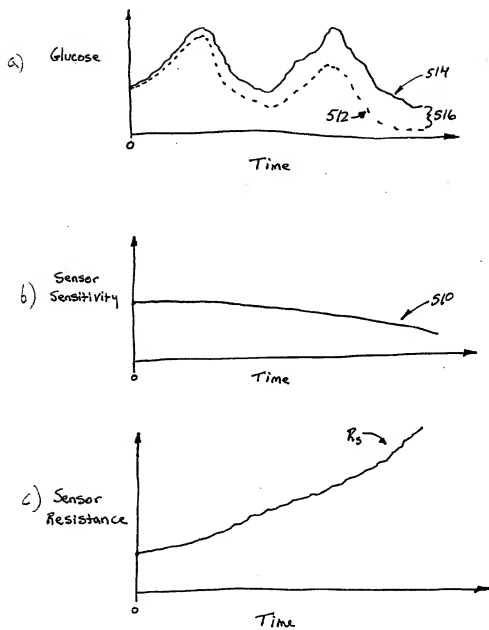 a) Glucose
514
512
516
0
Time
b) Sensor Sensitivity
510
0
Time
c) Sensor Resistance
Rs
0
Time